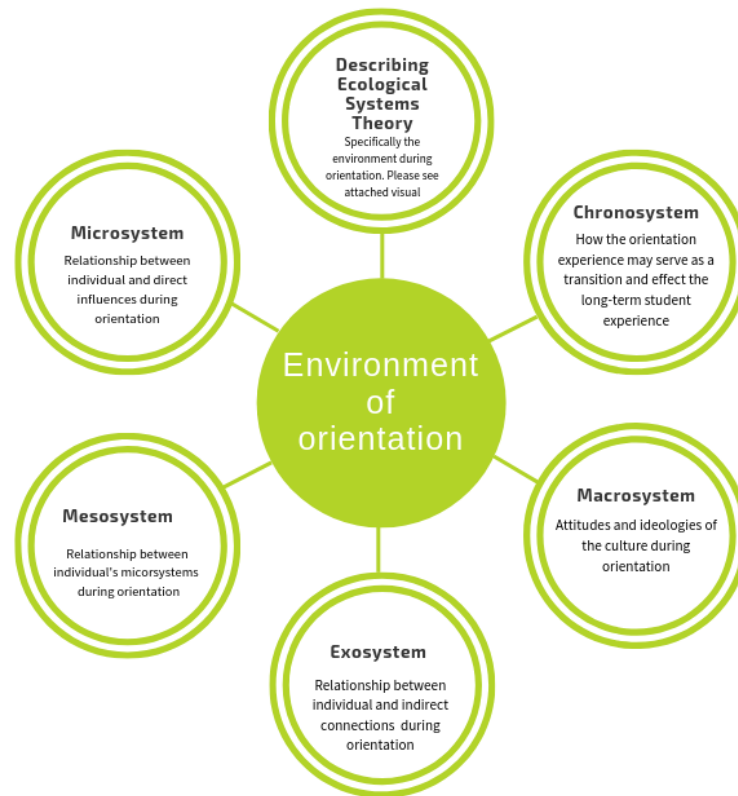 Describing
Ecological
Systems
Theory
Specifically the
environment during
orientation. Please see
attached visual
Chronosystem
How the orientation
experience may serve as a
transition and effect the
long-term student
experience
Macrosystem
Attitudes and ideologies of
the culture during
orientation
Exosystem
Relationship between
individual and indirect
connections during
orientation
Mesosystem
Relationship between
individual's micorsystems
during orientation
Microsystem
Relationship between
individual and direct
influences during
orientation
Environment
of
orientation